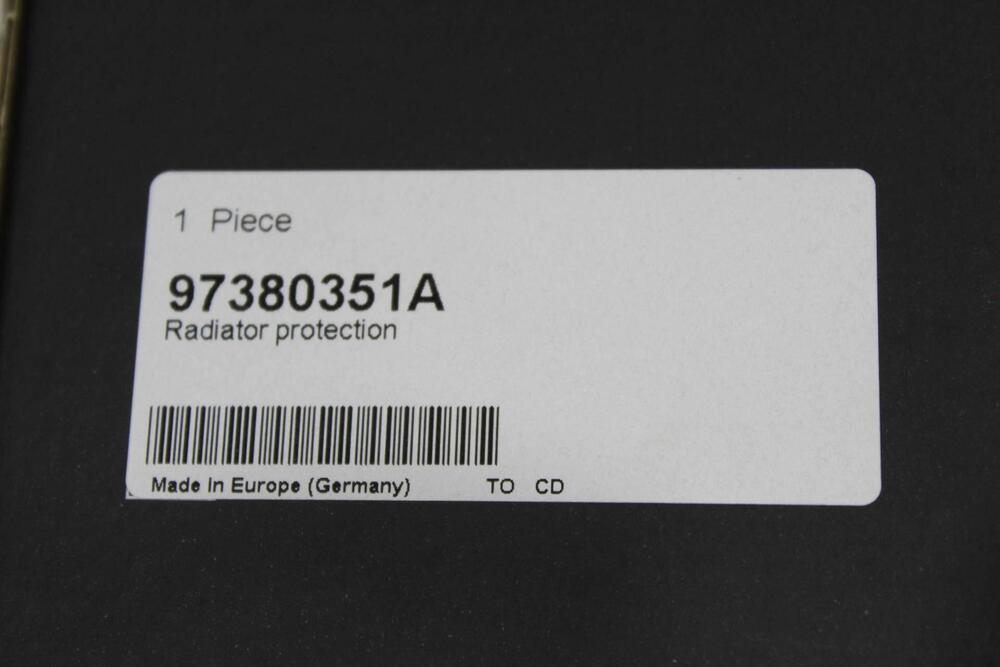 1 Piece
97380351A
Radiator protection
Made In Europe (Germany) TO CD